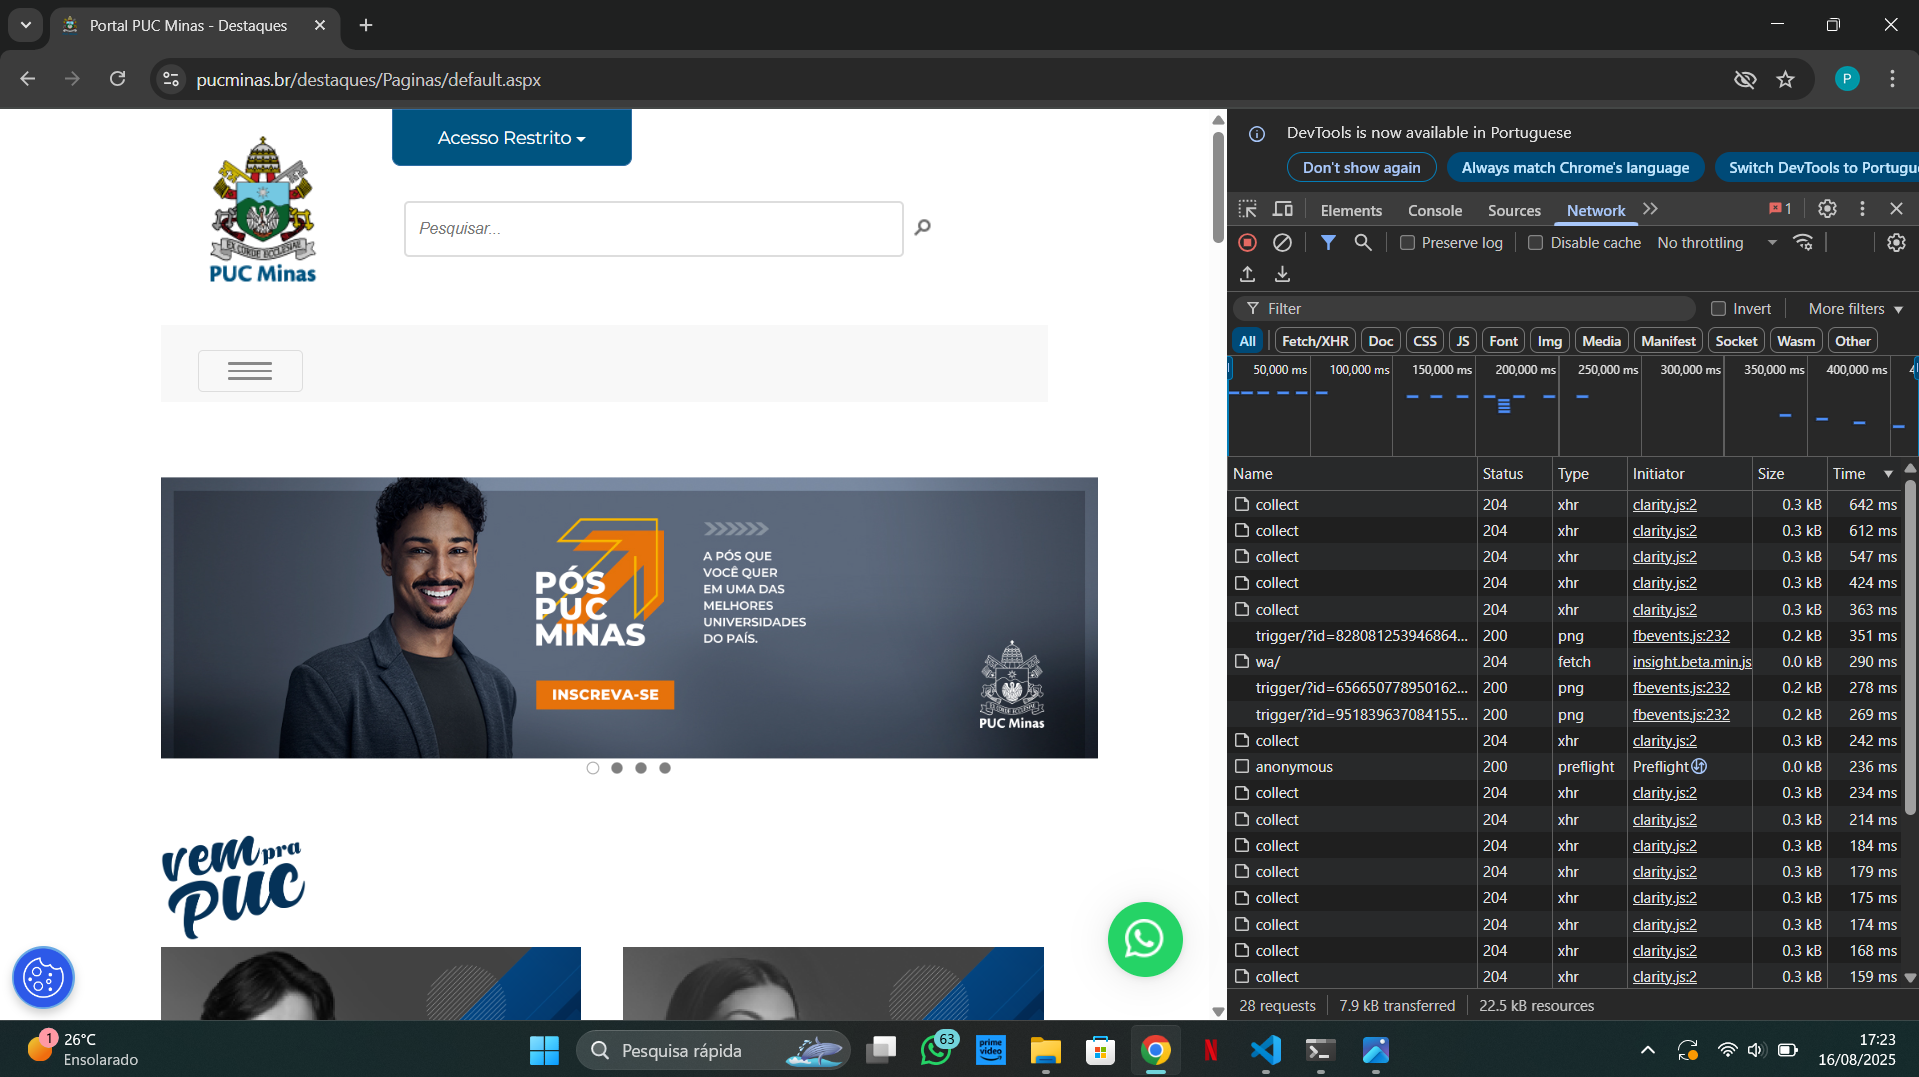 Portal PUC Minas - Destaques
pucminas.br/destaques/Paginas/default.aspx
P
Acesso Restrito
EX CORDE ECCLESIAE
PUC Minas
Pesquisar...
PÓS
PUC
MINAS
A PÓS QUE
VOCÊ QUER
EM UMA DAS
MELHORES
UNIVERSIDADES
DO PAÍS.
INSCREVA-SE
PUC Minas
vem pra
PUC
DevTools is now available in Portuguese
Don't show again
Always match Chrome's language
Switch DevTools to Portugu
Elements
Console
Sources
Network
1
Preserve log
Disable cache
No throttling
Filter
Invert
More filters
All
Fetch/XHR
Doc
CSS
JS
Font
Img
Media
Manifest
Socket
Wasm
Other
50,000 ms
100,000 ms
150,000 ms
200,000 ms
250,000 ms
300,000 ms
350,000 ms
400,000 ms
Name Status Type Initiator Size Time
collect 204 xhr clarity.js:2 0.3 kB 642 ms
collect 204 xhr clarity.js:2 0.3 kB 612 ms
collect 204 xhr clarity.js:2 0.3 kB 547 ms
collect 204 xhr clarity.js:2 0.3 kB 424 ms
collect 204 xhr clarity.js:2 0.3 kB 363 ms
trigger/?id=828081253946864... 200 png fbevents.js:232 0.2 kB 351 ms
wa/ 204 fetch insight.beta.min.js 0.0 kB 290 ms
trigger/?id=656650778950162... 200 png fbevents.js:232 0.2 kB 278 ms
trigger/?id=951839637084155... 200 png fbevents.js:232 0.2 kB 269 ms
collect 204 xhr clarity.js:2 0.3 kB 242 ms
anonymous 200 preflight Preflight 0.0 kB 236 ms
collect 204 xhr clarity.js:2 0.3 kB 234 ms
collect 204 xhr clarity.js:2 0.3 kB 214 ms
collect 204 xhr clarity.js:2 0.3 kB 184 ms
collect 204 xhr clarity.js:2 0.3 kB 179 ms
collect 204 xhr clarity.js:2 0.3 kB 175 ms
collect 204 xhr clarity.js:2 0.3 kB 174 ms
collect 204 xhr clarity.js:2 0.3 kB 168 ms
collect 204 xhr clarity.js:2 0.3 kB 159 ms
28 requests
7.9 kB transferred
22.5 kB resources
1
26°C
Ensolarado
Pesquisa rápida
63
prime
video
N
17:23
16/08/2025